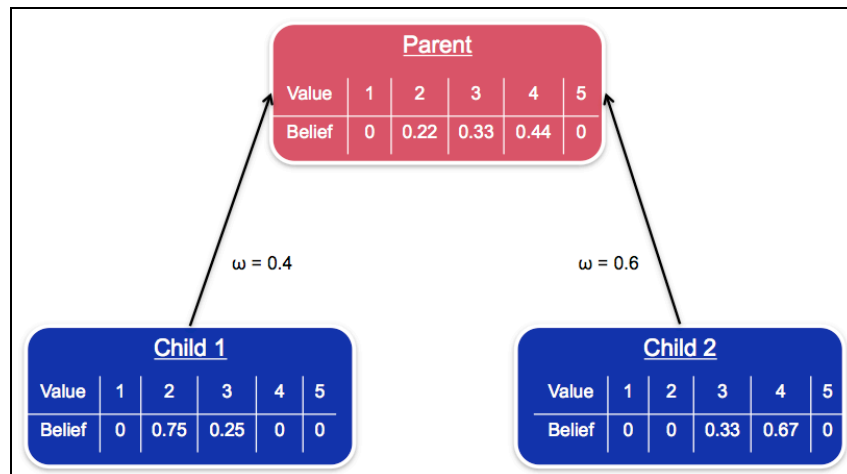 Parent
Value 1 2 3 4 5
Belief 0 0.22 0.33 0.44 0
ω = 0.4 ω = 0.6
Child 1
Value 1 2 3 4 5
Belief 0 0.75 0.25 0 0
Child 2
Value 1 2 3 4 5
Belief 0 0 0.33 0.67 0